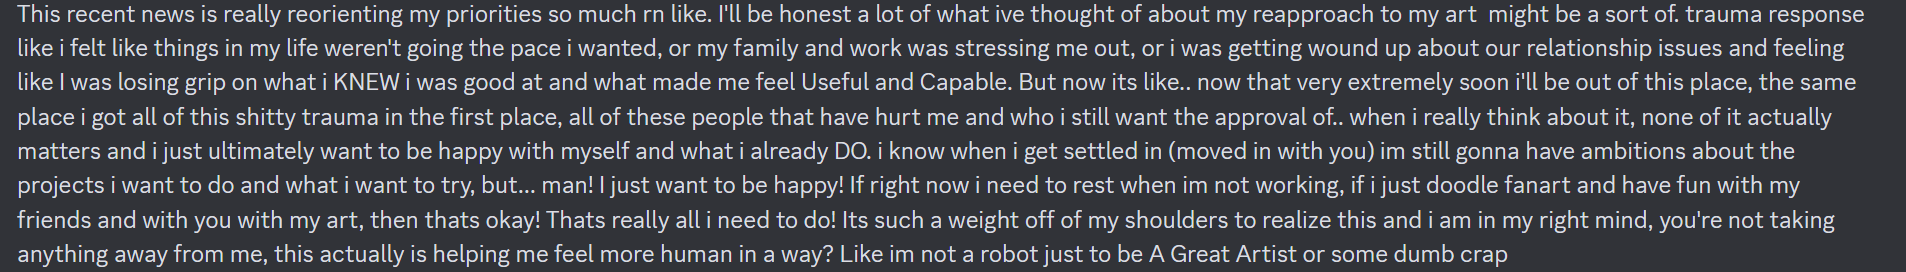 This recent news is really reorienting my priorities so much rn like. I'll be honest a lot of what ive thought of about my reapproach to my art  might be a sort of. trauma response
like i felt like things in my life weren't going the pace i wanted, or my family and work was stressing me out, or i was getting wound up about our relationship issues and feeling
like I was losing grip on what i KNEW i was good at and what made me feel Useful and Capable. But now its like.. now that very extremely soon i'll be out of this place, the same
place i got all of this shitty trauma in the first place, all of these people that have hurt me and who i still want the approval of.. when i really think about it, none of it actually
matters and i just ultimately want to be happy with myself and what i already DO. i know when i get settled in (moved in with you) im still gonna have ambitions about the
projects i want to do and what i want to try, but... man! I just want to be happy! If right now i need to rest when im not working, if i just doodle fanart and have fun with my
friends and with you with my art, then thats okay! Thats really all i need to do! Its such a weight off of my shoulders to realize this and i am in my right mind, you're not taking
anything away from me, this actually is helping me feel more human in a way? Like im not a robot just to be A Great Artist or some dumb crap